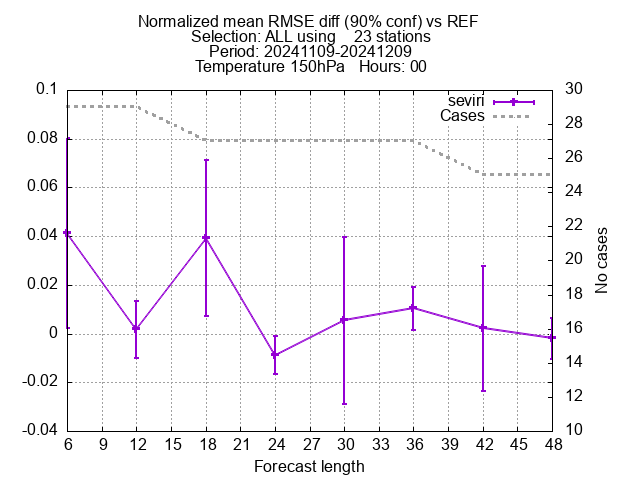 Normalized mean RMSE diff (90% conf) vs REF
Selection: ALL using    23 stations
Period: 20241109-20241209
Temperature 150hPa   Hours: 00
seviri
Cases
0.1
0.08
0.06
0.04
0.02
0
-0.02
-0.04
30
28
26
24
22
20
18
16
14
12
10
No cases
6 9 12 15 18 21 24 27 30 33 36 39 42 45 48
Forecast length